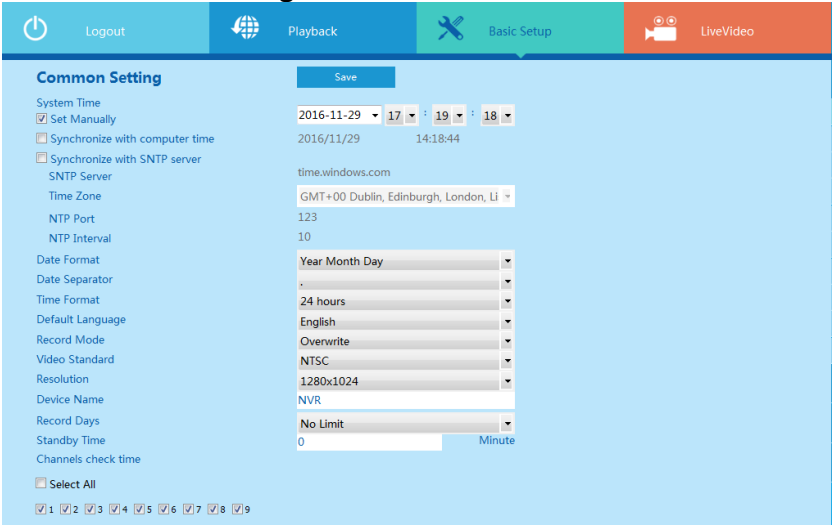 Logout Playback Basic Setup LiveVideo
Common Setting Save
System Time
Set Manually 2016-11-29 17 : 19 : 18
Synchronize with computer time 2016/11/29 14:18:44
Synchronize with SNTP server
SNTP Server time.windows.com
Time Zone GMT+00 Dublin, Edinburgh, London, Li
NTP Port 123
NTP Interval 10
Date Format Year Month Day
Date Separator .
Time Format 24 hours
Default Language English
Record Mode Overwrite
Video Standard NTSC
Resolution 1280x1024
Device Name NVR
Record Days No Limit
Standby Time 0 Minute
Channels check time
Select All
1 2 3 4 5 6 7 8 9